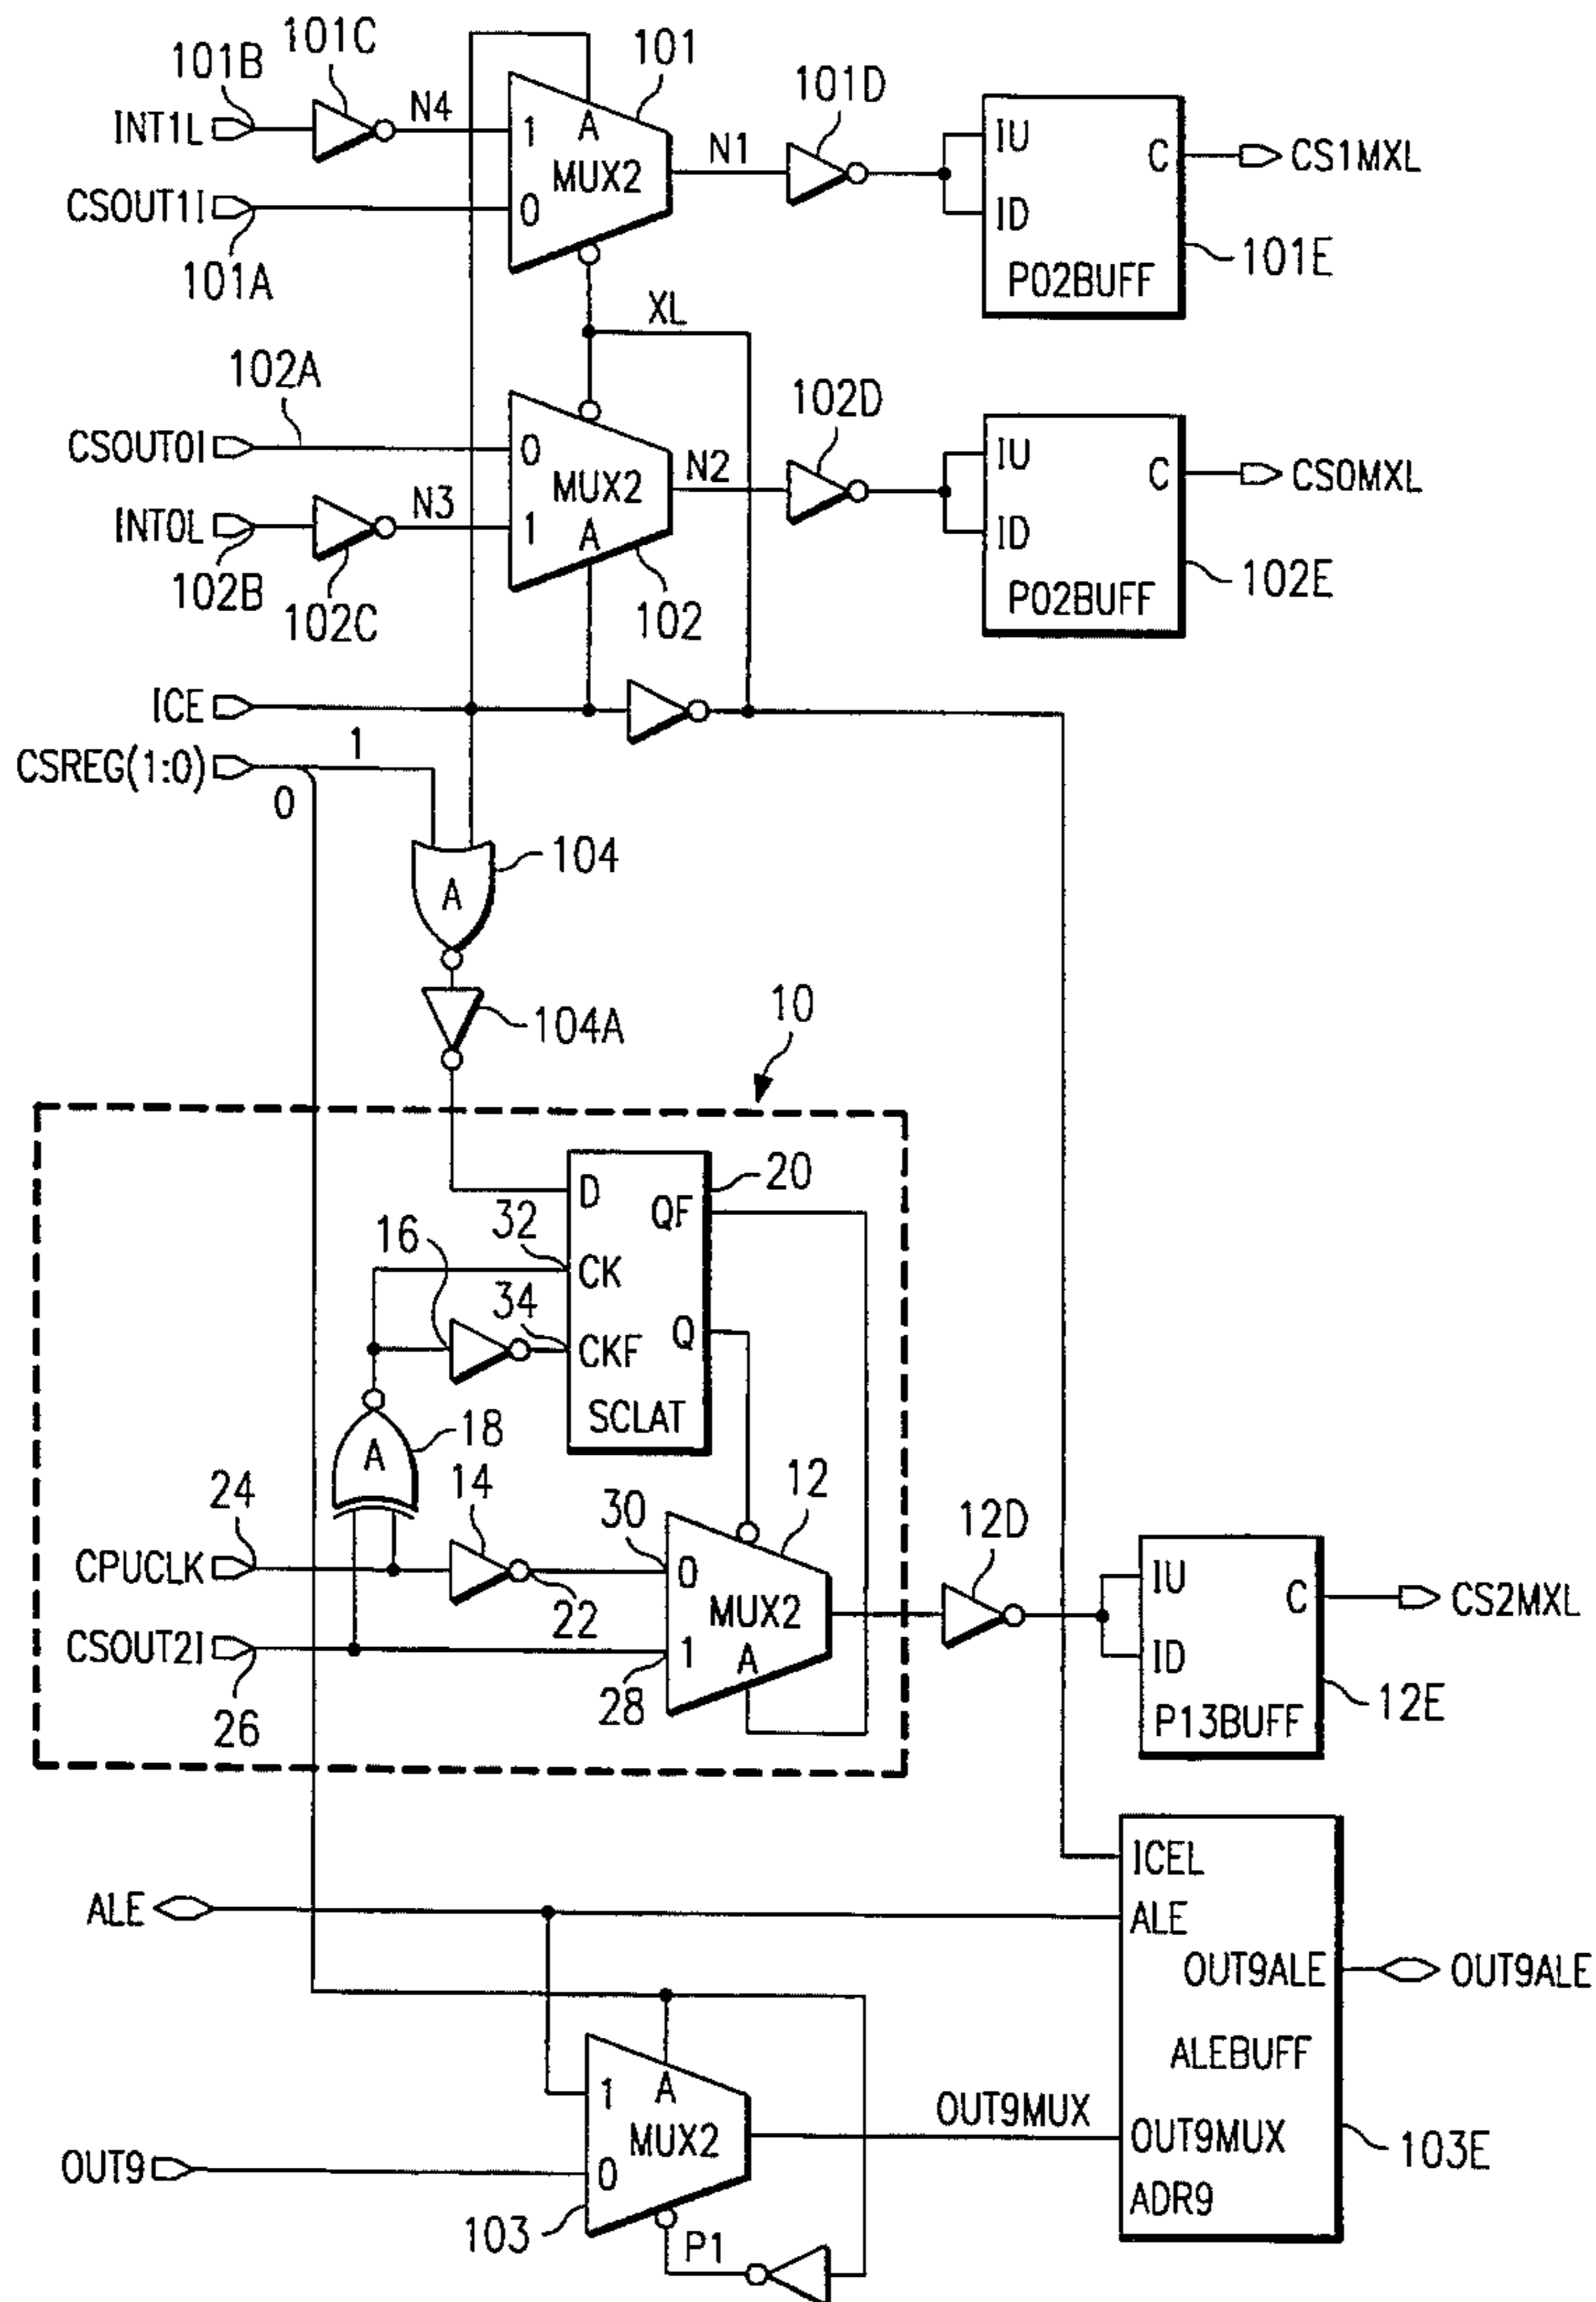 101B
101C
101
INT1L
N4
1
A
MUX2
N1
101D
IU
C
CS1MXL
CSOUT1I
0
ID
101A
P02BUFF
101E
XL
102A
CSOUT0I
0
MUX2
N2
102D
IU
C
CS0MXL
INT0L
N3
1
A
ID
102B
102C
102
P02BUFF
102E
ICE
CSREG(1:0)
1
0
A
104
104A
10
D
20
QF
16
32
CK
34
Q
CKF
SCLAT
A
18
14
12
24
30
12D
IU
CPUCLK
22
0
MUX2
C
CS2MXL
CSOUT2I
1
A
ID
26
28
P13BUFF
12E
ICEL
ALE
ALE
OUT9ALE
OUT9ALE
ALEBUFF
1
A
MUX2
OUT9MUX
OUT9MUX
103E
OUT9
0
ADR9
103
P1